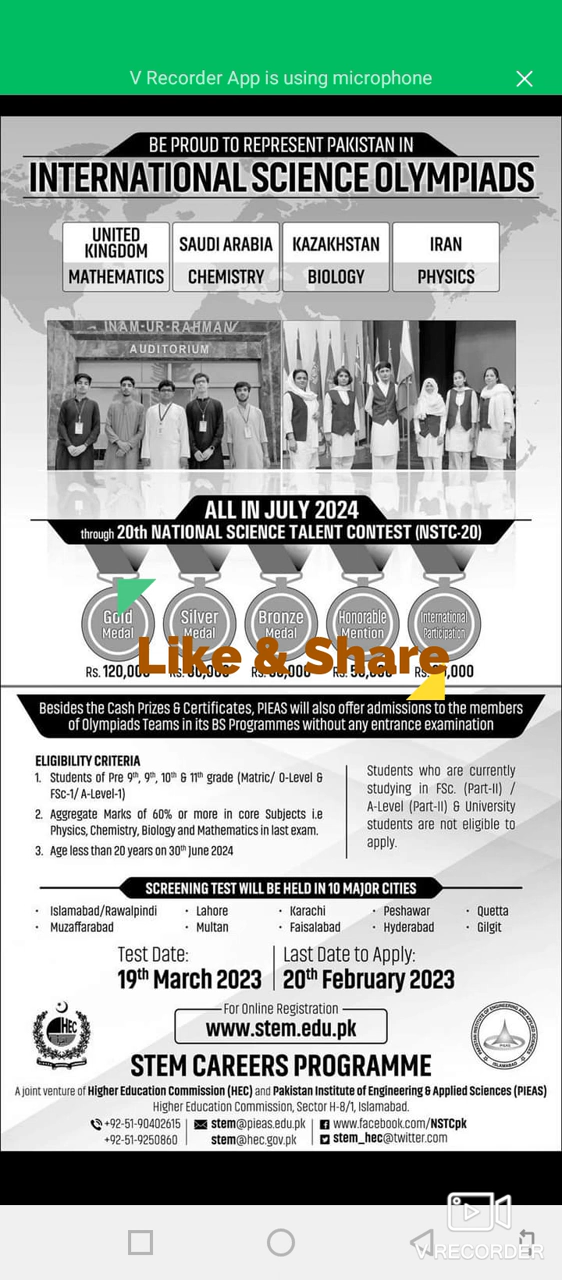 V Recorder App is using microphone
BE PROUD TO REPRESENT PAKISTAN IN
INTERNATIONAL SCIENCE OLYMPIADS
UNITED KINGDOM
MATHEMATICS
SAUDI ARABIA
CHEMISTRY
KAZAKHSTAN
BIOLOGY
IRAN
PHYSICS
INAM-UR-RAHMAN
AUDITORIUM
ALL IN JULY 2024
through 20th NATIONAL SCIENCE TALENT CONTEST (NSTC-20)
Gold Medal
Silver Medal
Bronze Medal
Honorable Mention
International Participation
Like & Share
Rs. 120,000
Besides the Cash Prizes & Certificates, PIEAS will also offer admissions to the members
of Olympiads Teams in its BS Programmes without any entrance examination
ELIGIBILITY CRITERIA
1. Students of Pre 9th, 9th, 10th & 11th grade (Matric/ O-Level &
FSc-1/ A-Level-1)
2. Aggregate Marks of 60% or more in core Subjects i.e
Physics, Chemistry, Biology and Mathematics in last exam.
3. Age less than 20 years on 30th June 2024
Students who are currently
studying in FSc. (Part-II) /
A-Level (Part-II) & University
students are not eligible to
apply.
SCREENING TEST WILL BE HELD IN 10 MAJOR CITIES
• Islamabad/Rawalpindi • Lahore • Karachi • Peshawar • Quetta
• Muzaffarabad • Multan • Faisalabad • Hyderabad • Gilgit
Test Date:
19th March 2023
Last Date to Apply:
20th February 2023
HEC
For Online Registration
www.stem.edu.pk
PIEAS
STEM CAREERS PROGRAMME
A joint venture of Higher Education Commission (HEC) and Pakistan Institute of Engineering & Applied Sciences (PIEAS)
Higher Education Commission, Sector H-8/1, Islamabad.
+92-51-90402615 stem@pieas.edu.pk www.facebook.com/NSTCpk
+92-51-9250860 stem@hec.gov.pk stem_hec@twitter.com
V RECORDER